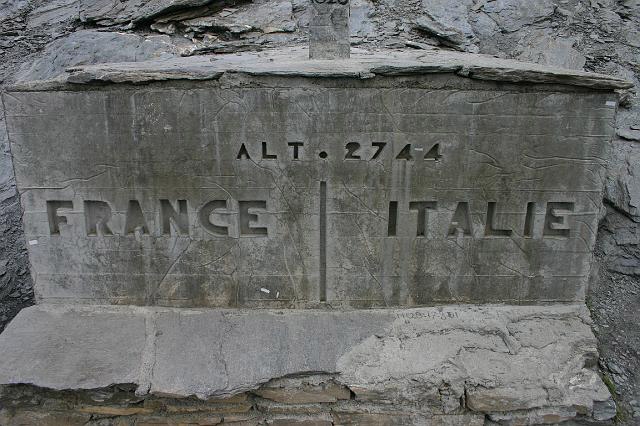 ALT. 2744
FRANCE | ITALIE